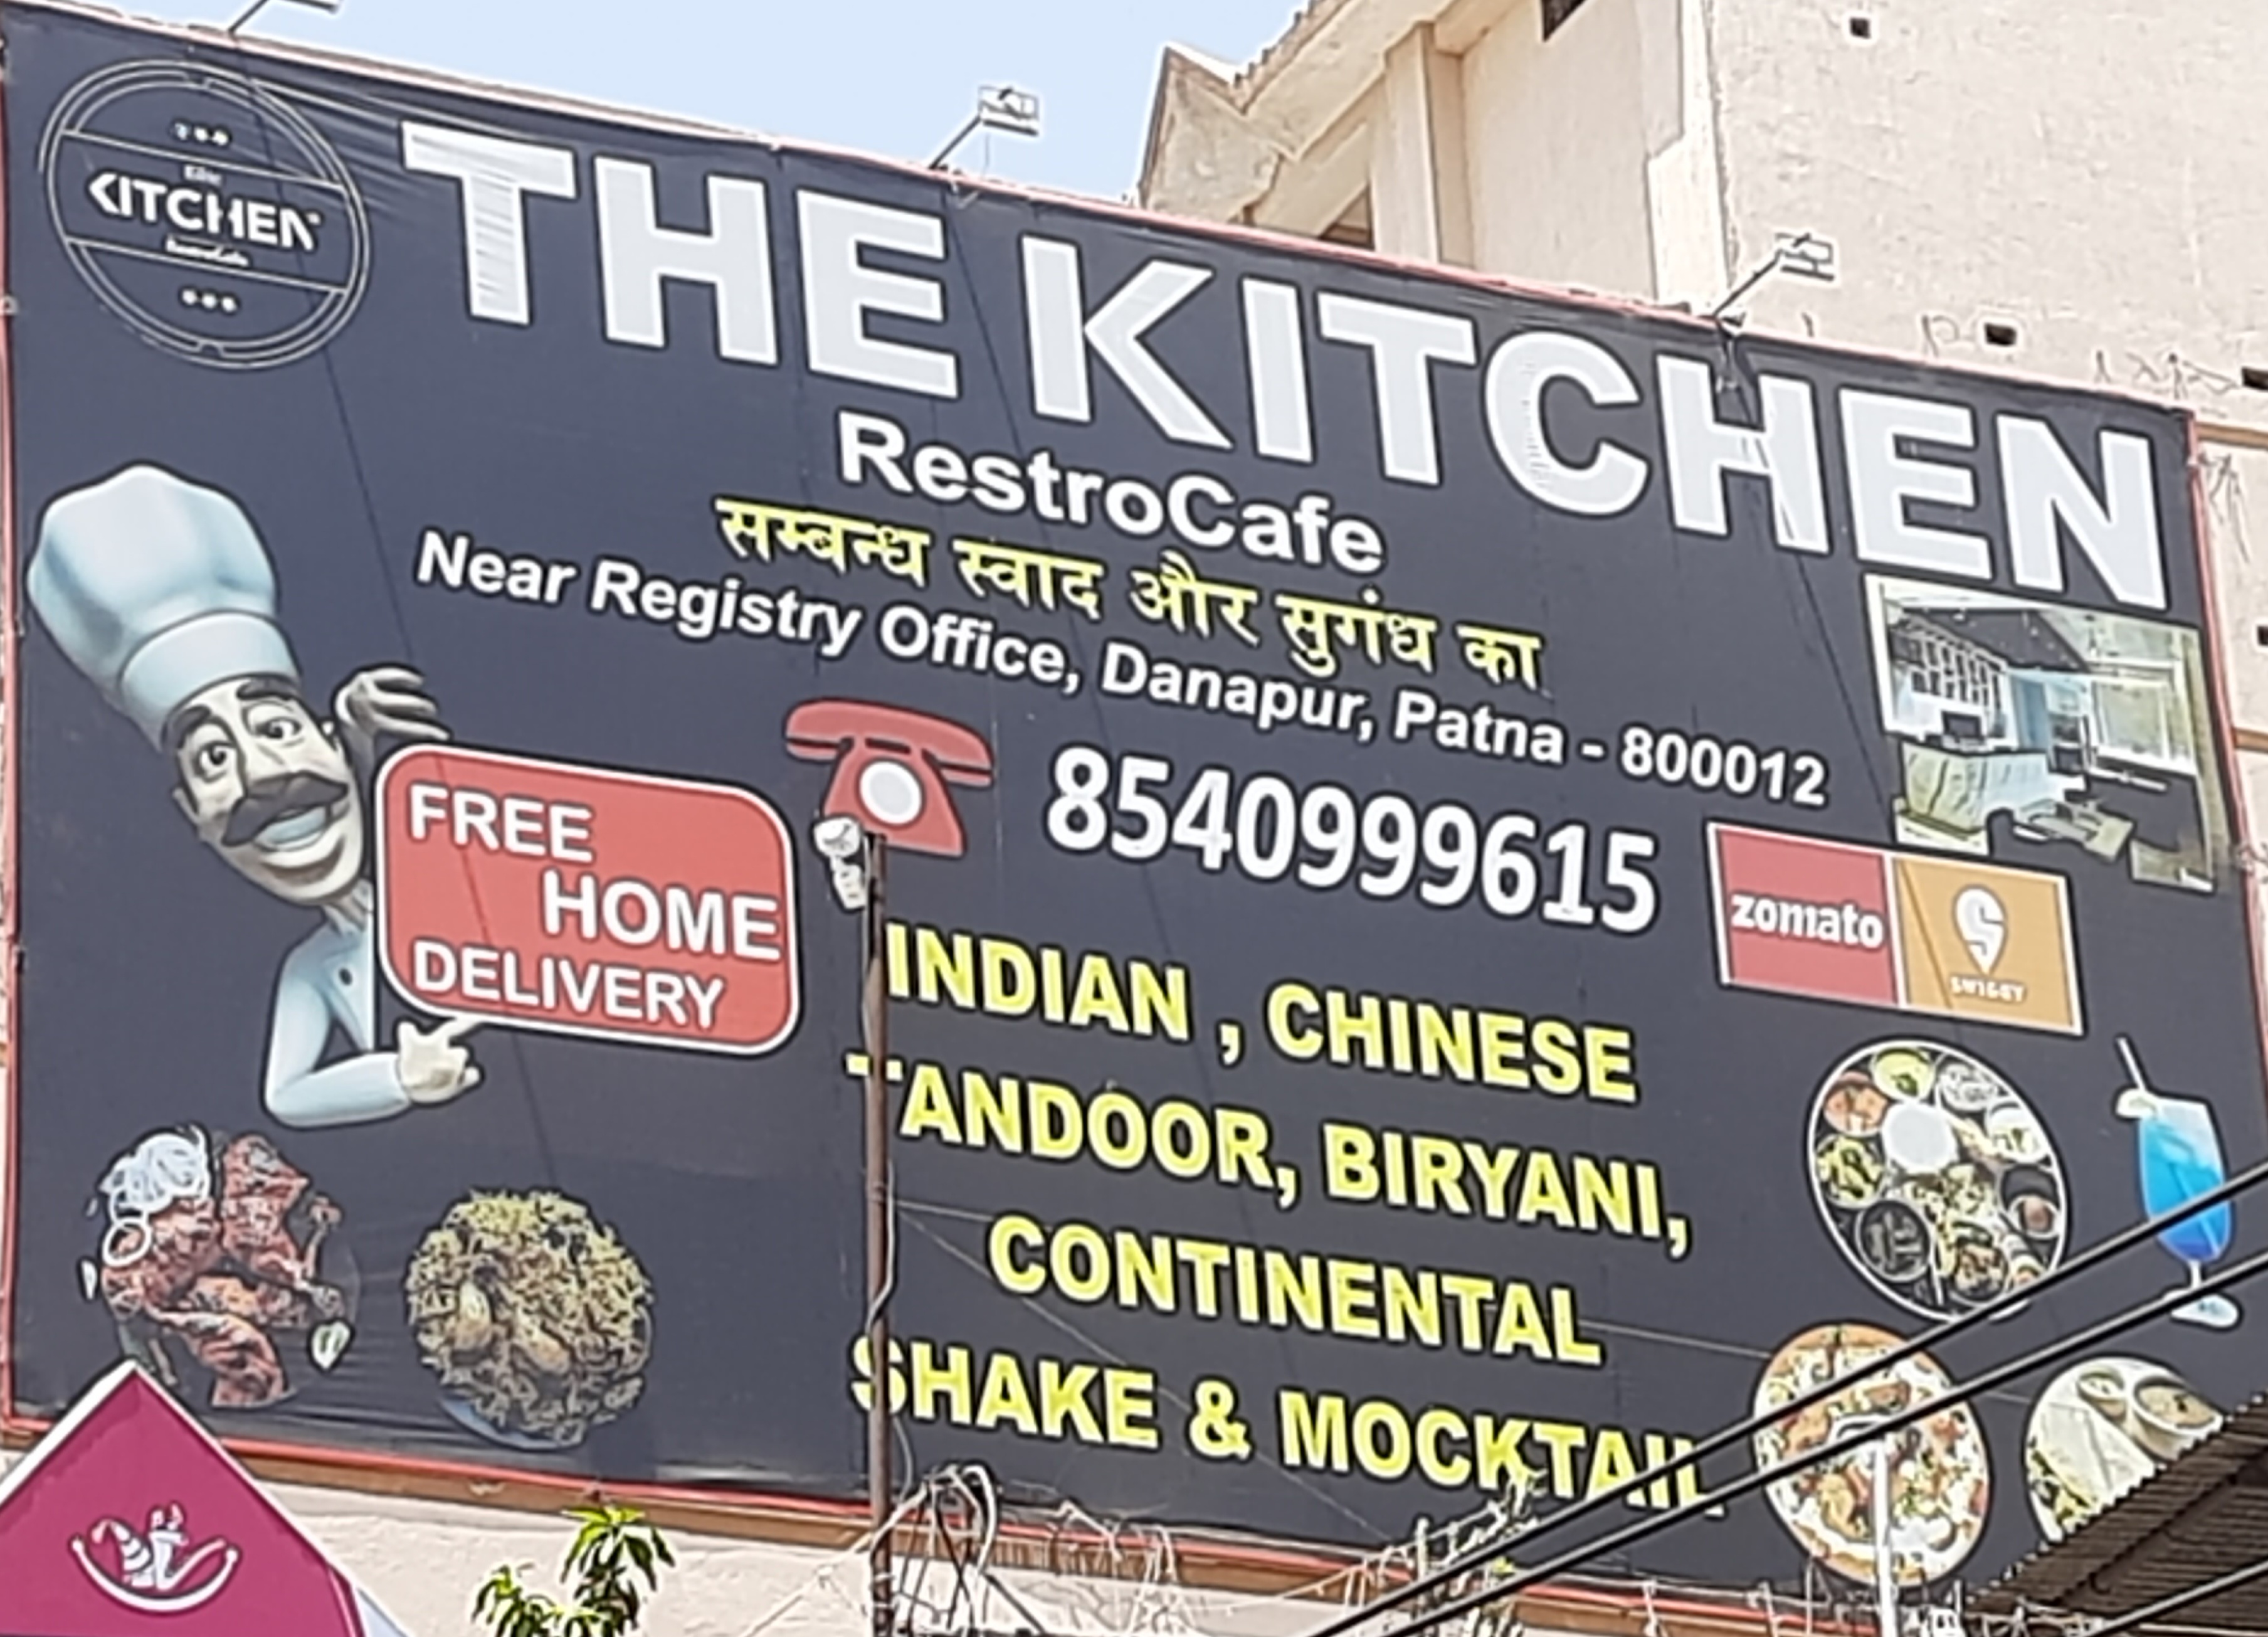 KITCHEN
THE KITCHEN
RestroCafe
सम्बन्ध स्वाद और सुगंध का
Near Registry Office, Danapur, Patna - 800012
8540999615
FREE
HOME
DELIVERY
zomato
SWIGGY
INDIAN , CHINESE
TANDOOR, BIRYANI,
CONTINENTAL
SHAKE & MOCKTAIL